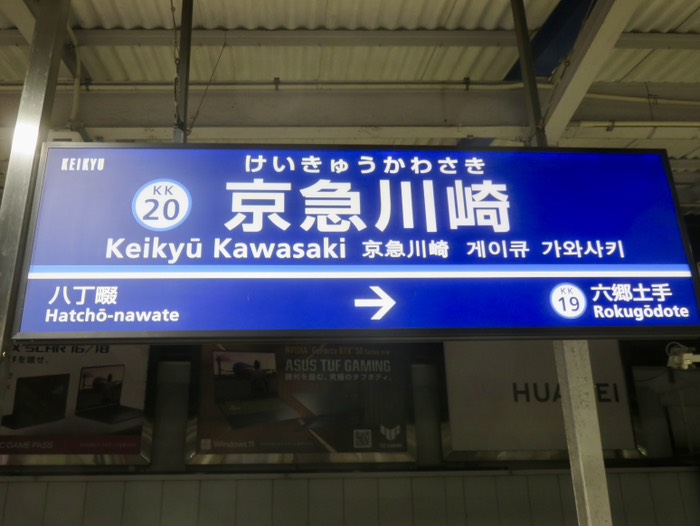 KEIKYU
けいきゅうかわさき
KK
20
京急川崎
Keikyū Kawasaki 京急川崎 게이큐 가와사키
八丁畷
Hatchō-nawate
→
KK
19
六郷土手
Rokugōdote
ASUS TUF GAMING
Windows 11
HUAWEI